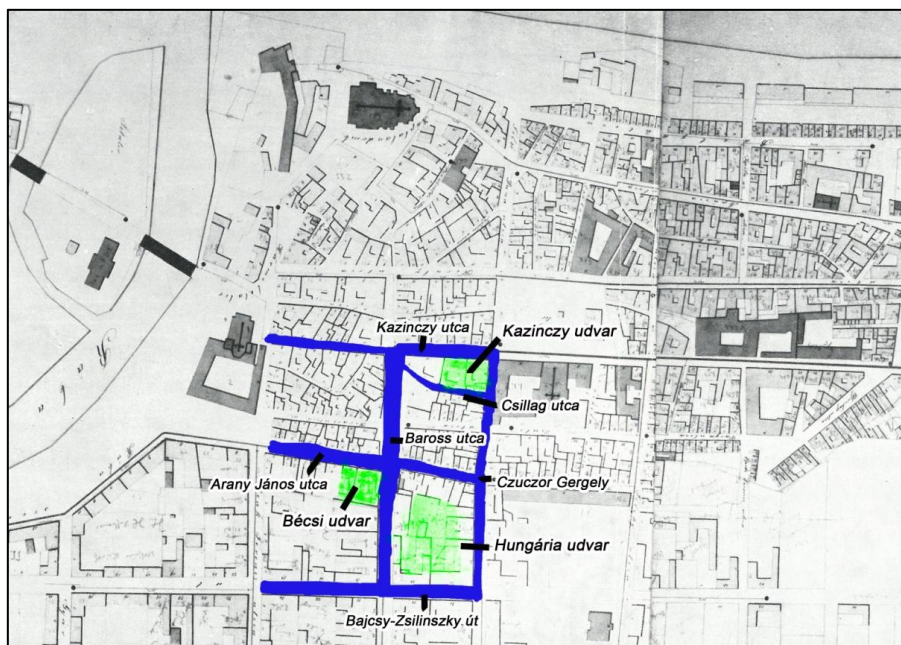 Kazinczy utca
Kazinczy udvar
Csillag utca
Baross utca
Arany János utca
Czuczor Gergely
Bécsi udvar
Hungária udvar
Bajcsy-Zsilinszky út